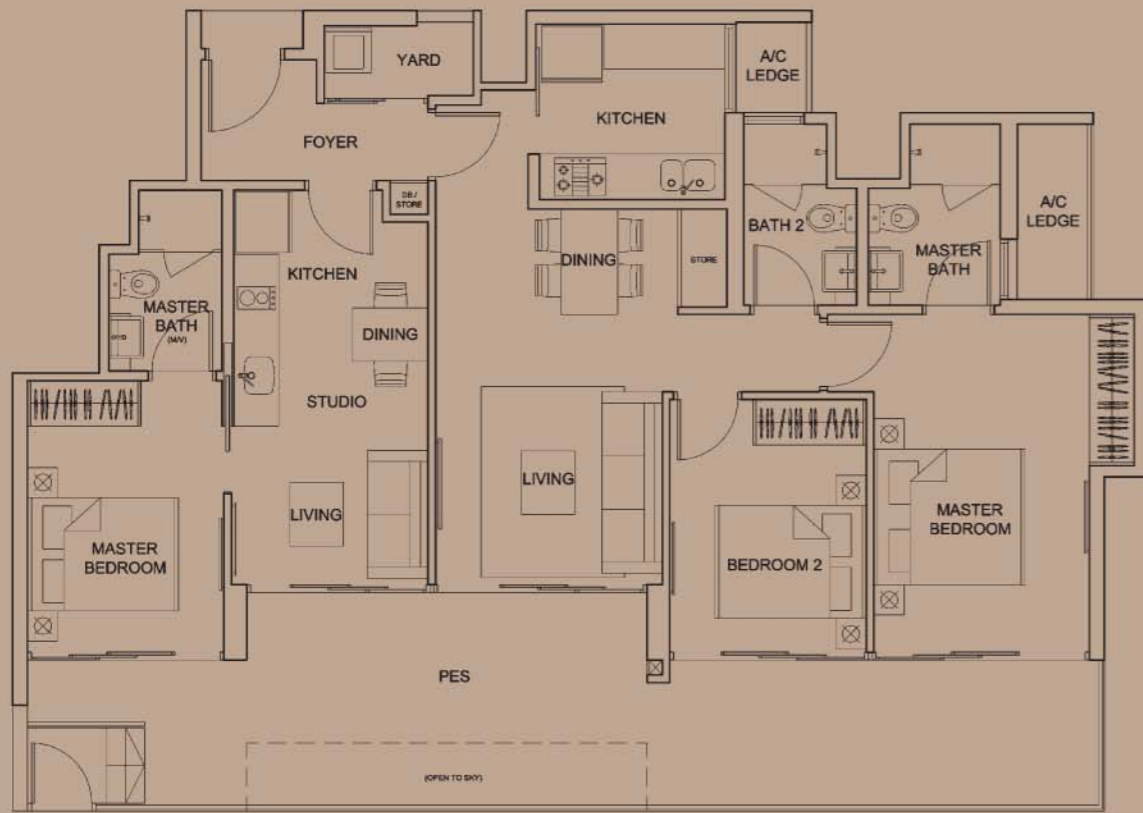 YARD
A/C
LEDGE
KITCHEN
FOYER
DB /
STORE
BATH 2
MASTER
BATH
A/C
LEDGE
KITCHEN
DINING
STORE
MASTER
BATH
(M/V)
DINING
STUDIO
LIVING
LIVING
MASTER
BEDROOM
BEDROOM 2
MASTER
BEDROOM
PES
(OPEN TO SKY)